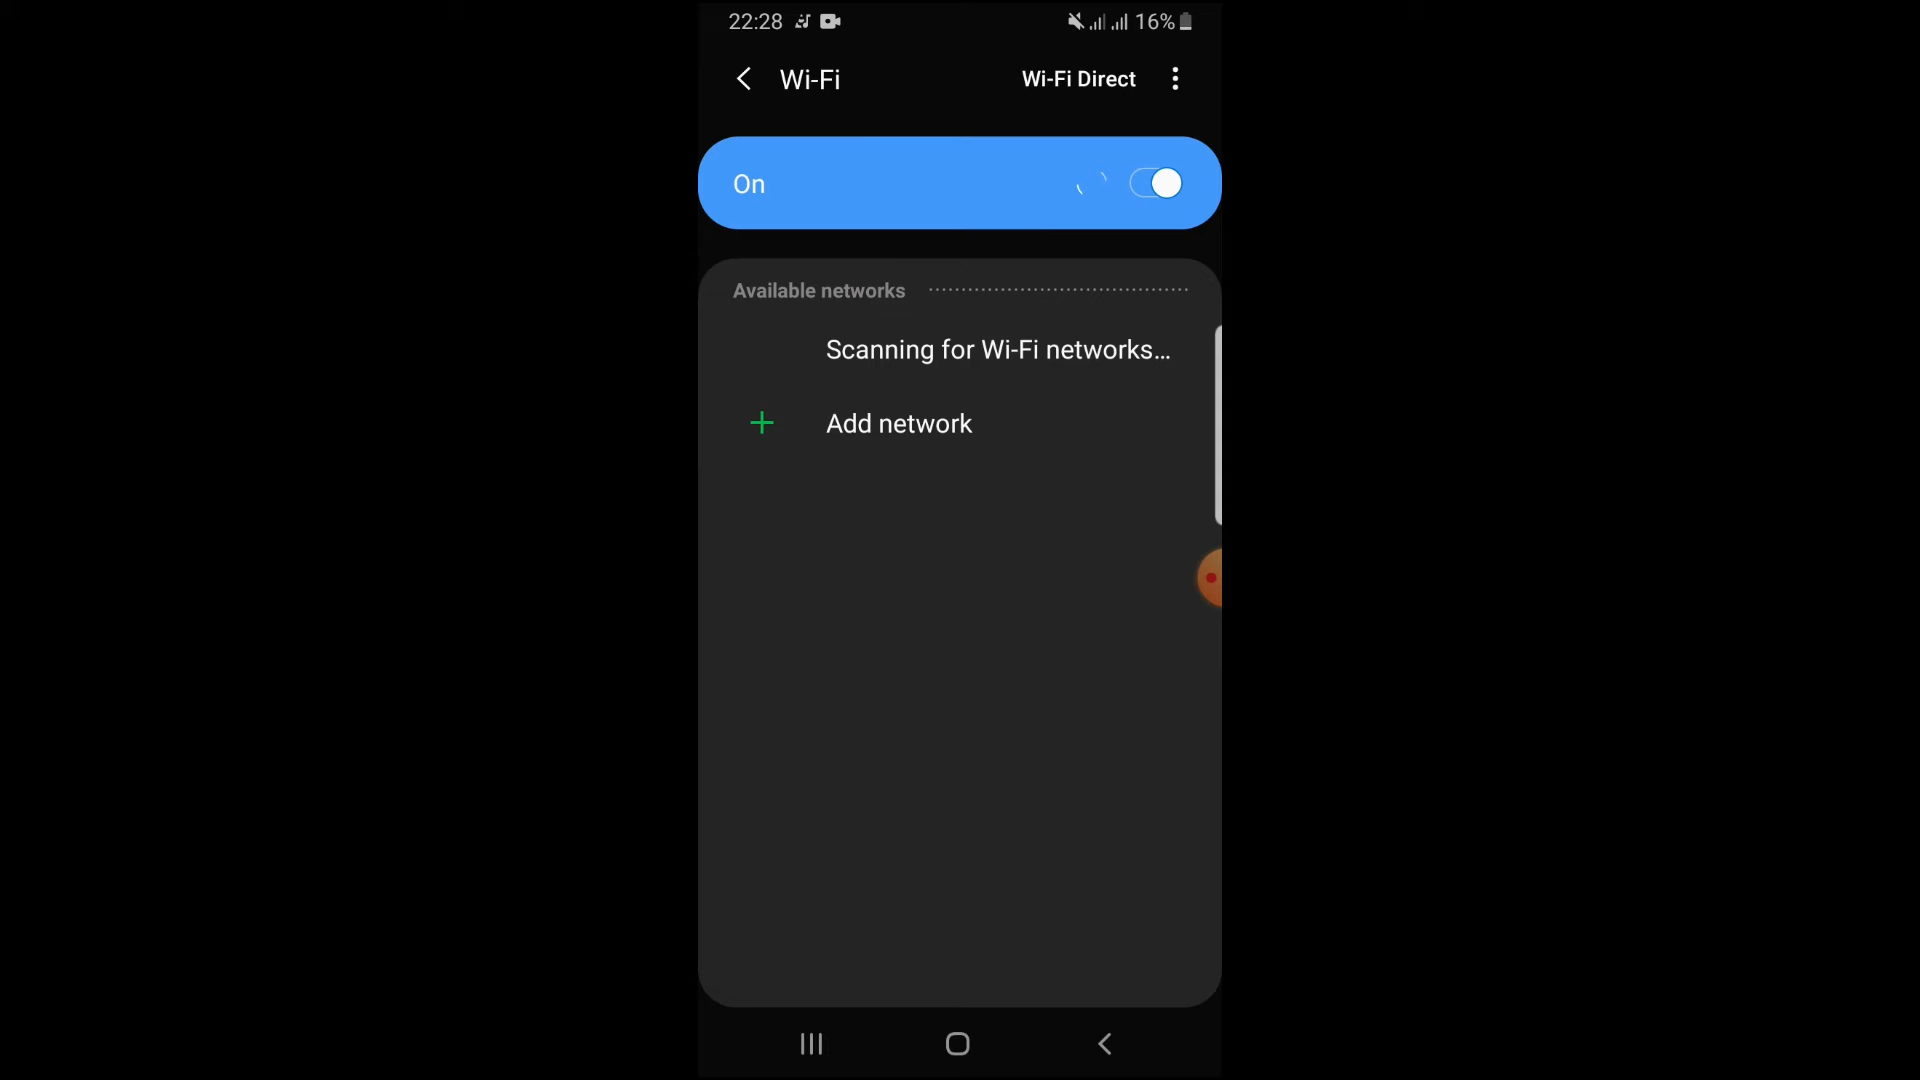 22:28 16%
Wi-Fi Wi-Fi Direct
On
Available networks
Scanning for Wi-Fi networks...
Add network